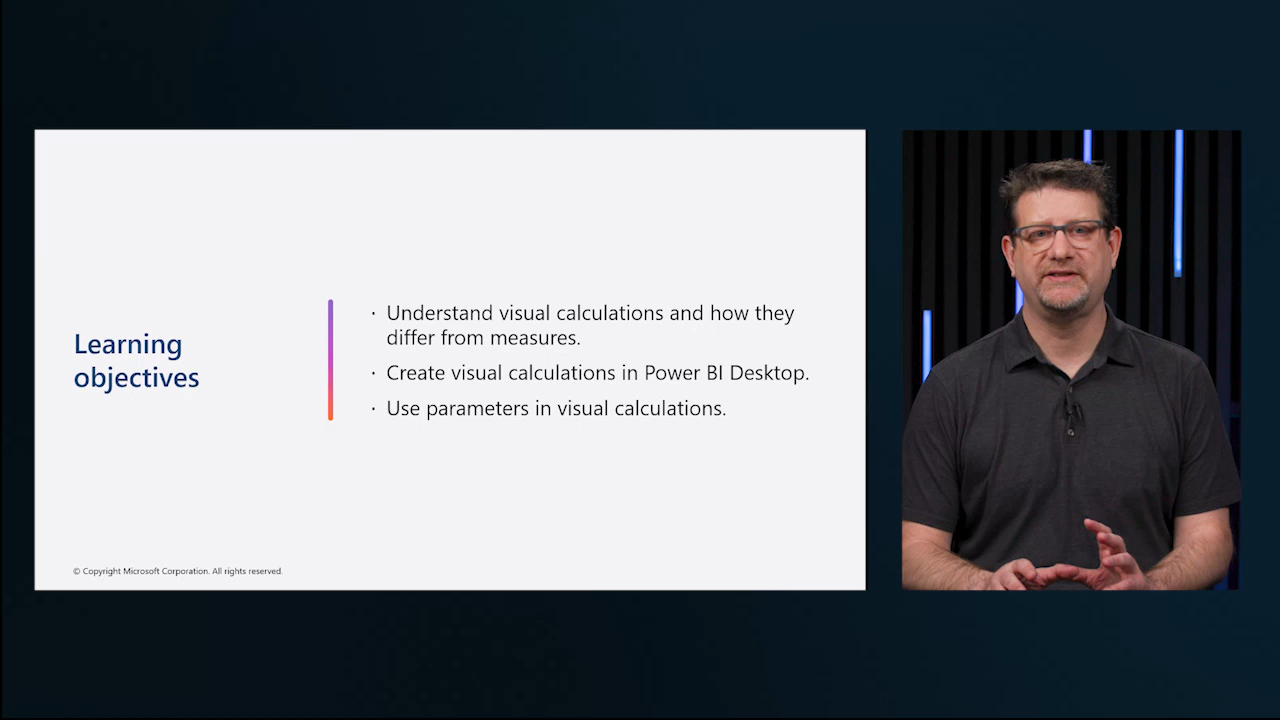 Learning
objectives
· Understand visual calculations and how they
differ from measures.
· Create visual calculations in Power BI Desktop.
· Use parameters in visual calculations.
© Copyright Microsoft Corporation. All rights reserved.